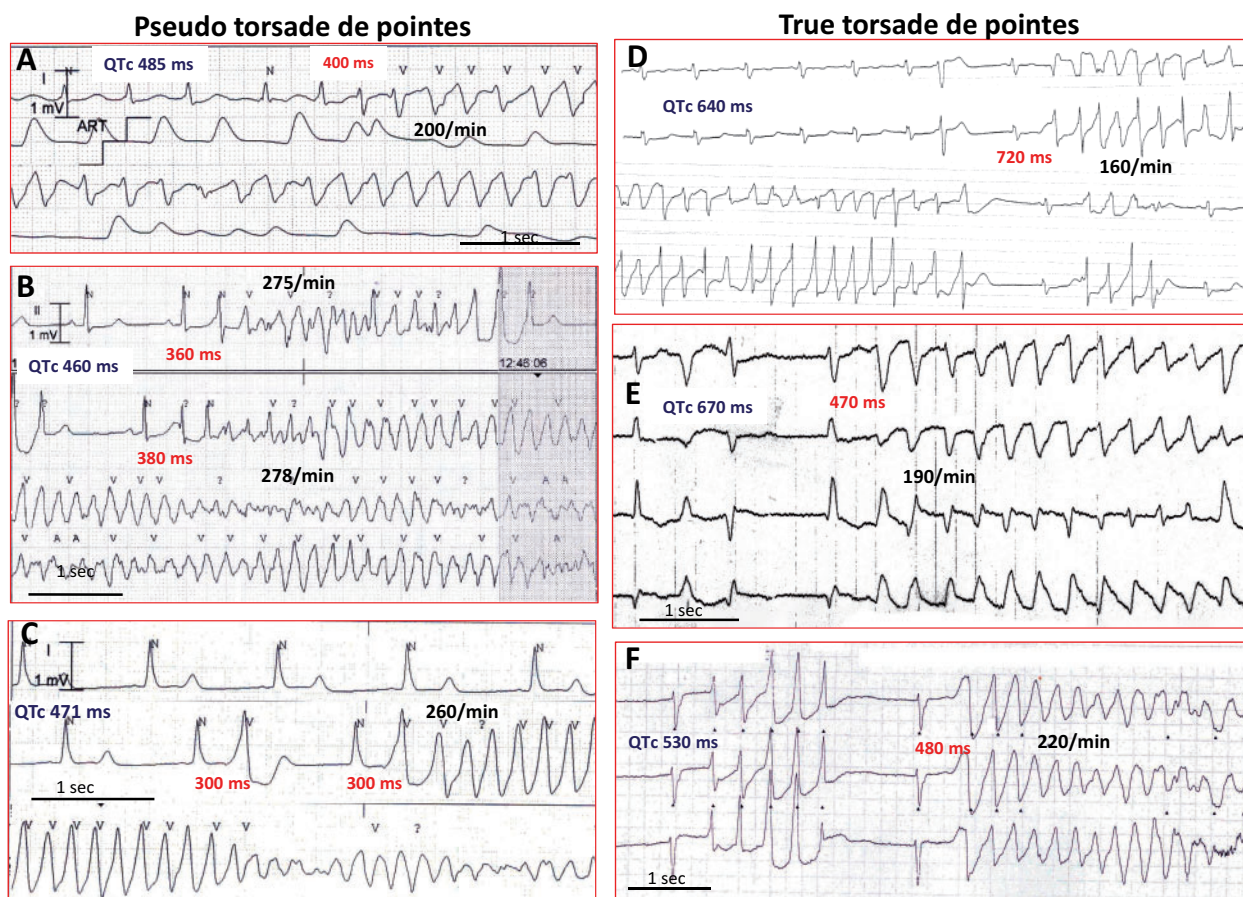 Pseudo torsade de pointes
True torsade de pointes
A
QTc 485 ms
400 ms
I
N
N
V V V V V V V
1 mV
ART
200/min
1 sec
B
275/min
N N N V V ? V V V ? ? ?
II
1 mV
360 ms
12:46:06
QTc 460 ms
? ? N ? N V ? V V V V V V V
380 ms
278/min
V V V V V ? V V V V ? V A A
V A A V V V V V V V V V V A
1 sec
C
N N N N N
I
1 mV
QTc 471 ms
260/min
N N V N V V ? V V V
300 ms
300 ms
1 sec
V V V V V V V V V V ?
D
QTc 640 ms
720 ms
160/min
E
QTc 670 ms
470 ms
190/min
1 sec
F
QTc 530 ms
480 ms
220/min
1 sec